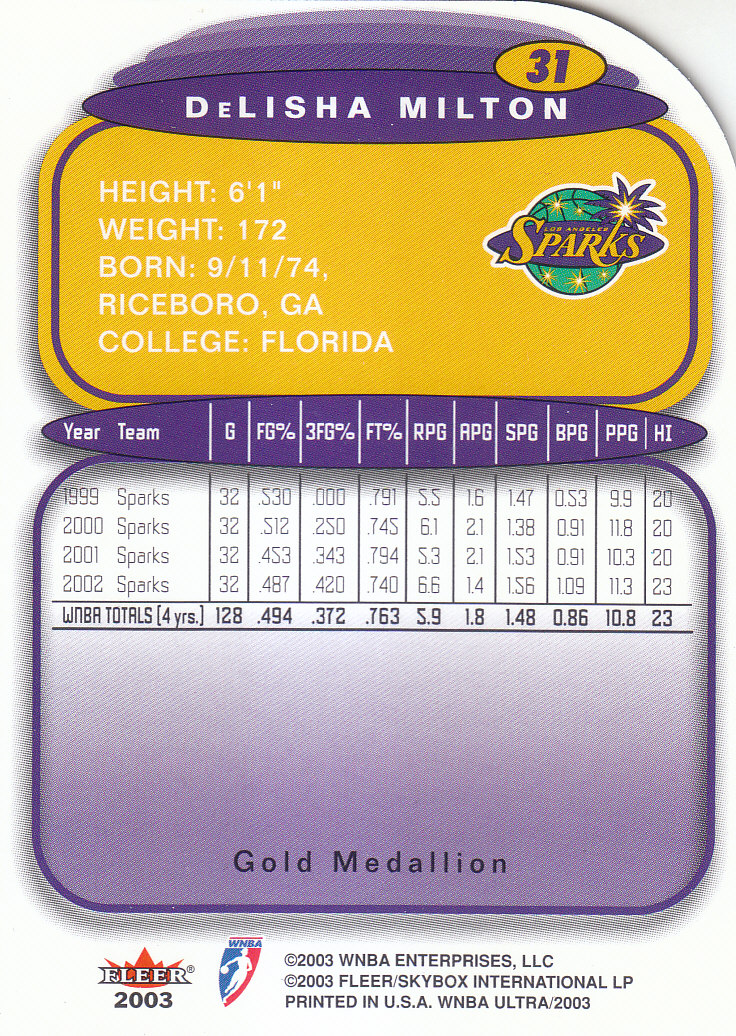 31
DeLISHA MILTON
HEIGHT: 6'1"
WEIGHT: 172
BORN: 9/11/74,
RICEBORO, GA
COLLEGE: FLORIDA
LOS ANGELES
SPARKS
Year Team G FG% 3FG% FT% RPG APG SPG BPG PPG HI
1999 Sparks 32 .530 .000 .791 5.5 1.6 1.47 0.53 9.9 20
2000 Sparks 32 .512 .250 .745 6.1 2.1 1.38 0.91 11.8 20
2001 Sparks 32 .453 .343 .794 5.3 2.1 1.53 0.91 10.3 20
2002 Sparks 32 .487 .420 .740 6.6 1.4 1.56 1.09 11.3 23
WNBA TOTALS (4 yrs.) 128 .494 .372 .763 5.9 1.8 1.48 0.86 10.8 23
Gold Medallion
FLEER®
2003
WNBA
©2003 WNBA ENTERPRISES, LLC
©2003 FLEER/SKYBOX INTERNATIONAL LP
PRINTED IN U.S.A. WNBA ULTRA/2003